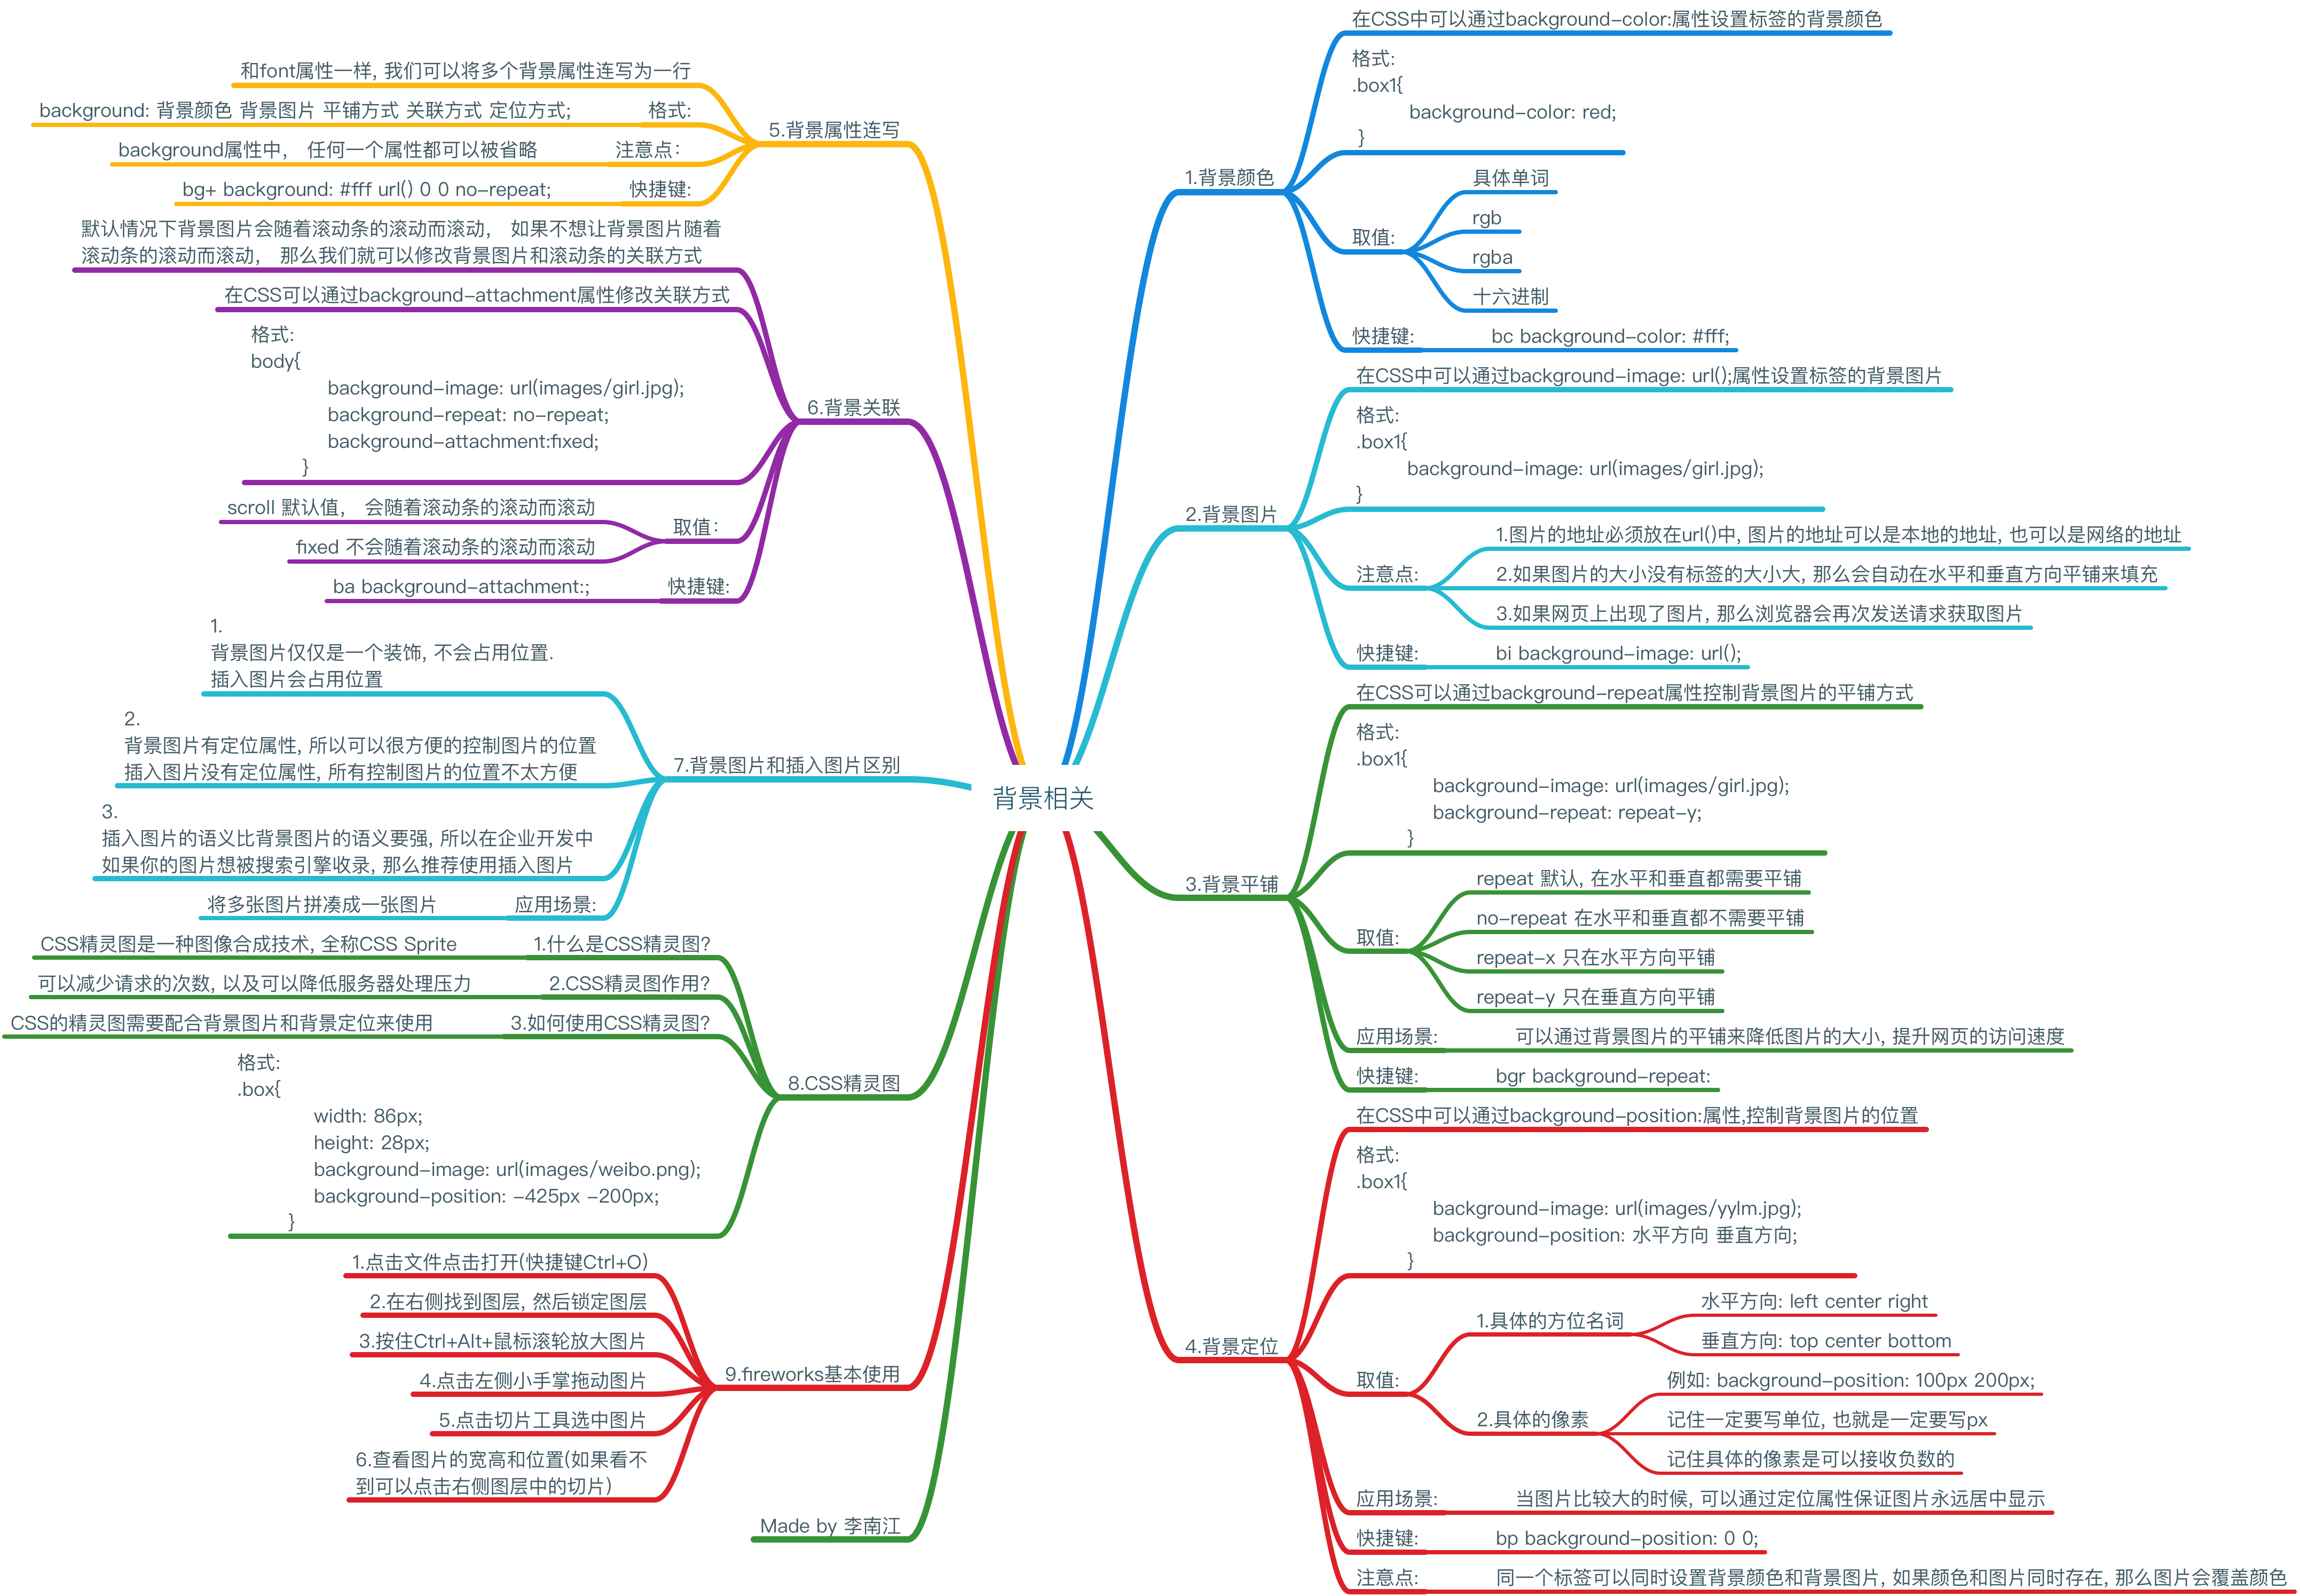 背景相关
1.背景颜色
在CSS中可以通过background-color:属性设置标签的背景颜色
格式:
.box1{
background-color: red;
}
取值:
具体单词
rgb
rgba
十六进制
快捷键: bc background-color: #fff;
2.背景图片
在CSS中可以通过background-image: url();属性设置标签的背景图片
格式:
.box1{
background-image: url(images/girl.jpg);
}
注意点:
1.图片的地址必须放在url()中, 图片的地址可以是本地的地址, 也可以是网络的地址
2.如果图片的大小没有标签的大小大, 那么会自动在水平和垂直方向平铺来填充
3.如果网页上出现了图片, 那么浏览器会再次发送请求获取图片
快捷键: bi background-image: url();
3.背景平铺
在CSS可以通过background-repeat属性控制背景图片的平铺方式
格式:
.box1{
background-image: url(images/girl.jpg);
background-repeat: repeat-y;
}
取值:
repeat 默认, 在水平和垂直都需要平铺
no-repeat 在水平和垂直都不需要平铺
repeat-x 只在水平方向平铺
repeat-y 只在垂直方向平铺
应用场景: 可以通过背景图片的平铺来降低图片的大小, 提升网页的访问速度
快捷键: bgr background-repeat:
4.背景定位
在CSS中可以通过background-position:属性,控制背景图片的位置
格式:
.box1{
background-image: url(images/yylm.jpg);
background-position: 水平方向 垂直方向;
}
取值:
1.具体的方位名词
水平方向: left center right
垂直方向: top center bottom
2.具体的像素
例如: background-position: 100px 200px;
记住一定要写单位, 也就是一定要写px
记住具体的像素是可以接收负数的
应用场景: 当图片比较大的时候, 可以通过定位属性保证图片永远居中显示
快捷键: bp background-position: 0 0;
注意点: 同一个标签可以同时设置背景颜色和背景图片, 如果颜色和图片同时存在, 那么图片会覆盖颜色
5.背景属性连写
和font属性一样, 我们可以将多个背景属性连写为一行
格式: background: 背景颜色 背景图片 平铺方式 关联方式 定位方式;
注意点： background属性中， 任何一个属性都可以被省略
快捷键: bg+ background: #fff url() 0 0 no-repeat;
6.背景关联
默认情况下背景图片会随着滚动条的滚动而滚动， 如果不想让背景图片随着
滚动条的滚动而滚动， 那么我们就可以修改背景图片和滚动条的关联方式
在CSS可以通过background-attachment属性修改关联方式
格式:
body{
background-image: url(images/girl.jpg);
background-repeat: no-repeat;
background-attachment:fixed;
}
取值：
scroll 默认值， 会随着滚动条的滚动而滚动
fixed 不会随着滚动条的滚动而滚动
快捷键: ba background-attachment:;
7.背景图片和插入图片区别
1.
背景图片仅仅是一个装饰, 不会占用位置.
插入图片会占用位置
2.
背景图片有定位属性, 所以可以很方便的控制图片的位置
插入图片没有定位属性, 所有控制图片的位置不太方便
3.
插入图片的语义比背景图片的语义要强, 所以在企业开发中
如果你的图片想被搜索引擎收录, 那么推荐使用插入图片
应用场景: 将多张图片拼凑成一张图片
8.CSS精灵图
1.什么是CSS精灵图? CSS精灵图是一种图像合成技术, 全称CSS Sprite
2.CSS精灵图作用? 可以减少请求的次数, 以及可以降低服务器处理压力
3.如何使用CSS精灵图? CSS的精灵图需要配合背景图片和背景定位来使用
格式:
.box{
width: 86px;
height: 28px;
background-image: url(images/weibo.png);
background-position: -425px -200px;
}
9.fireworks基本使用
1.点击文件点击打开(快捷键Ctrl+O)
2.在右侧找到图层, 然后锁定图层
3.按住Ctrl+Alt+鼠标滚轮放大图片
4.点击左侧小手掌拖动图片
5.点击切片工具选中图片
6.查看图片的宽高和位置(如果看不
到可以点击右侧图层中的切片)
Made by 李南江